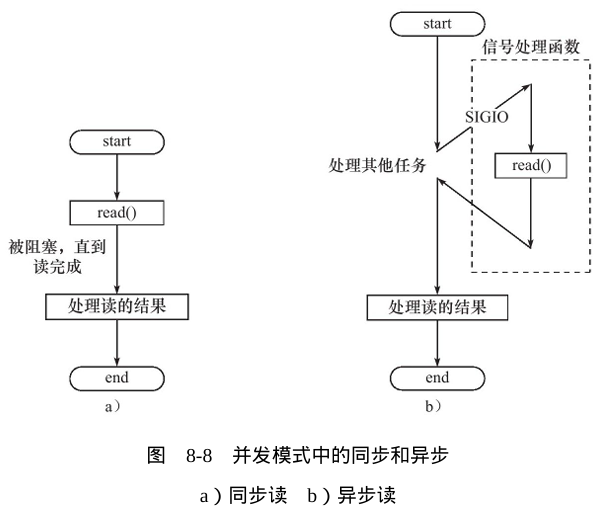 start
read()
被阻塞，直到
读完成
处理读的结果
end
a）
start
信号处理函数
SIGIO
read()
处理其他任务
处理读的结果
end
b）
图 8-8 并发模式中的同步和异步
a）同步读 b）异步读